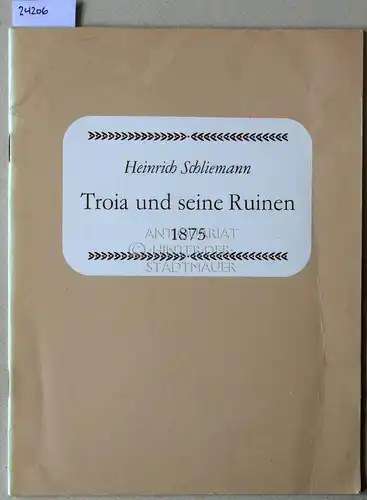 24206
Heinrich Schliemann
Troia und seine Ruinen
1875
ANTIQUARIAT
©HINTER DER
STADTMAUER